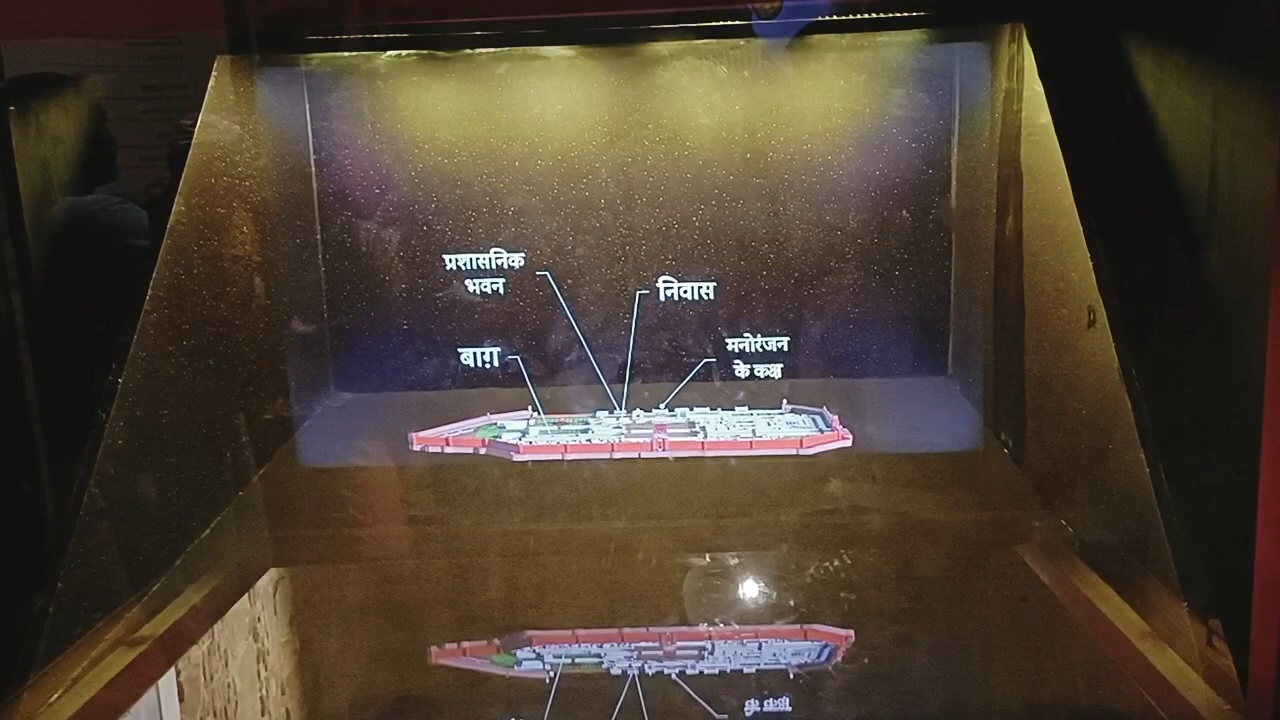 प्रशासनिक
भवन
निवास
बाग़
मनोरंजन
के कक्ष